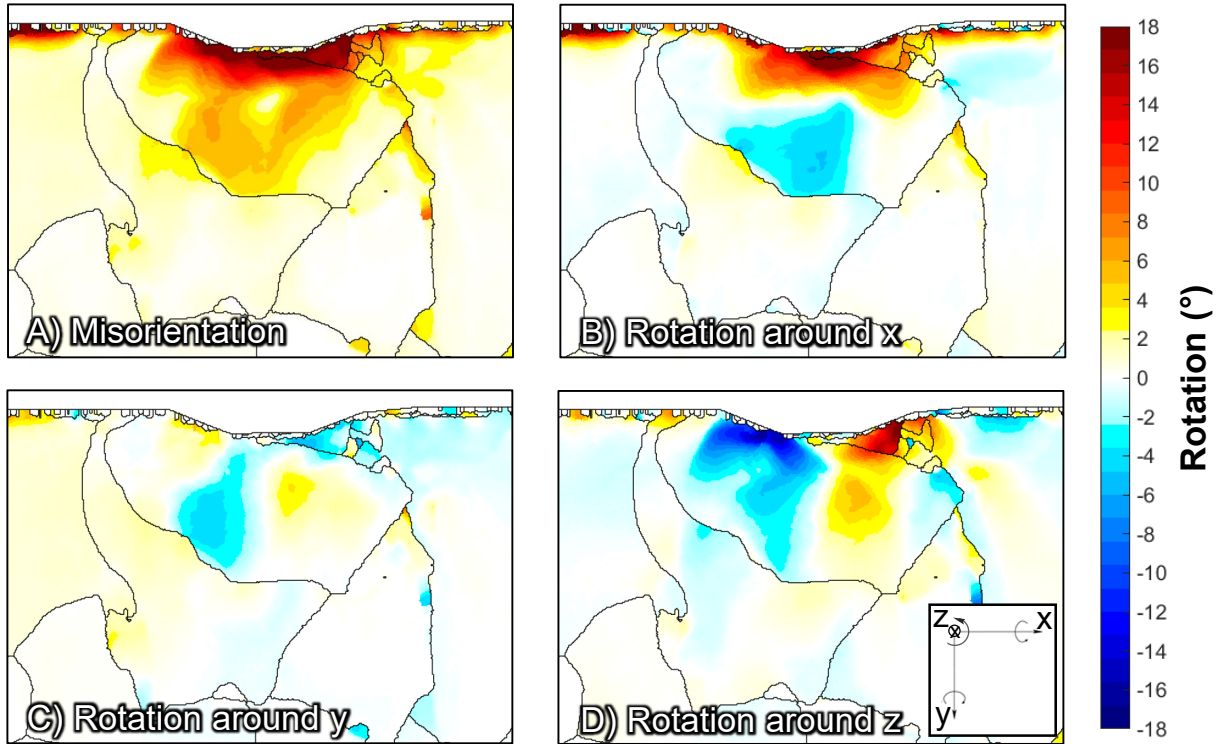 A) Misorientation
B) Rotation around x
C) Rotation around y
D) Rotation around z
z x
y
18
16
14
12
10
8
6
4
2
0
-2
-4
-6
-8
-10
-12
-14
-16
-18
Rotation (°)